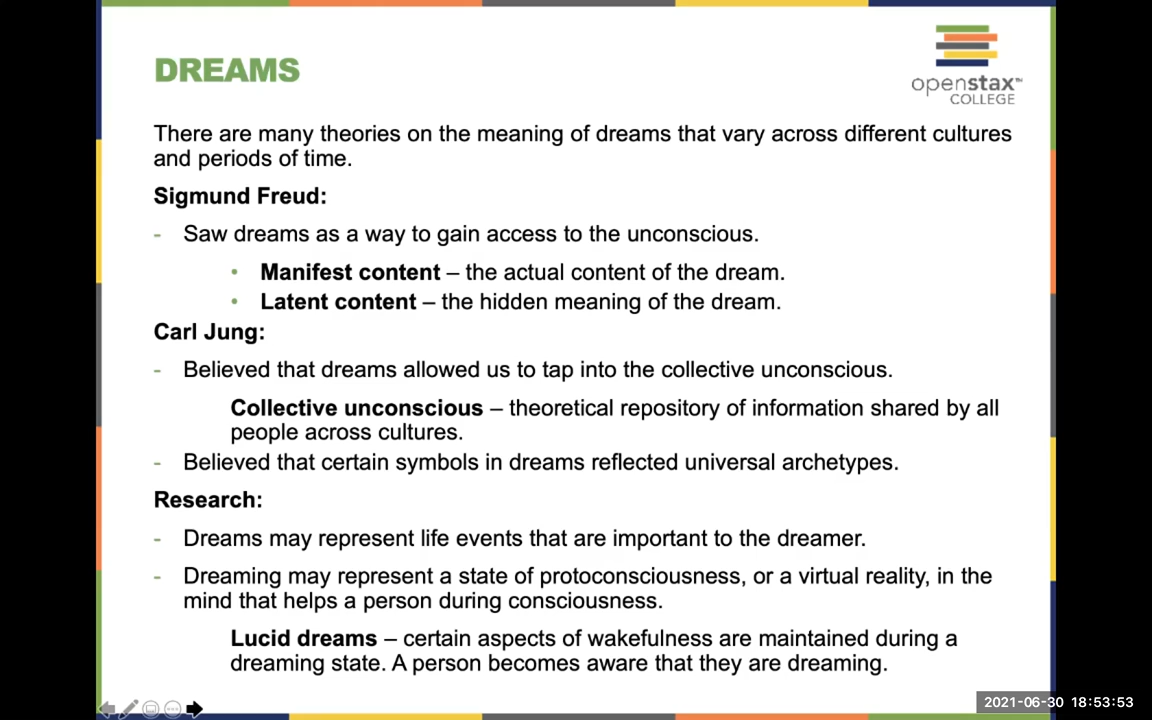 DREAMS
openstax™
COLLEGE
There are many theories on the meaning of dreams that vary across different cultures
and periods of time.
Sigmund Freud:
- Saw dreams as a way to gain access to the unconscious.
• Manifest content – the actual content of the dream.
• Latent content – the hidden meaning of the dream.
Carl Jung:
- Believed that dreams allowed us to tap into the collective unconscious.
Collective unconscious – theoretical repository of information shared by all
people across cultures.
- Believed that certain symbols in dreams reflected universal archetypes.
Research:
- Dreams may represent life events that are important to the dreamer.
- Dreaming may represent a state of protoconsciousness, or a virtual reality, in the
mind that helps a person during consciousness.
Lucid dreams – certain aspects of wakefulness are maintained during a
dreaming state. A person becomes aware that they are dreaming.
2021-06-30 18:53:53